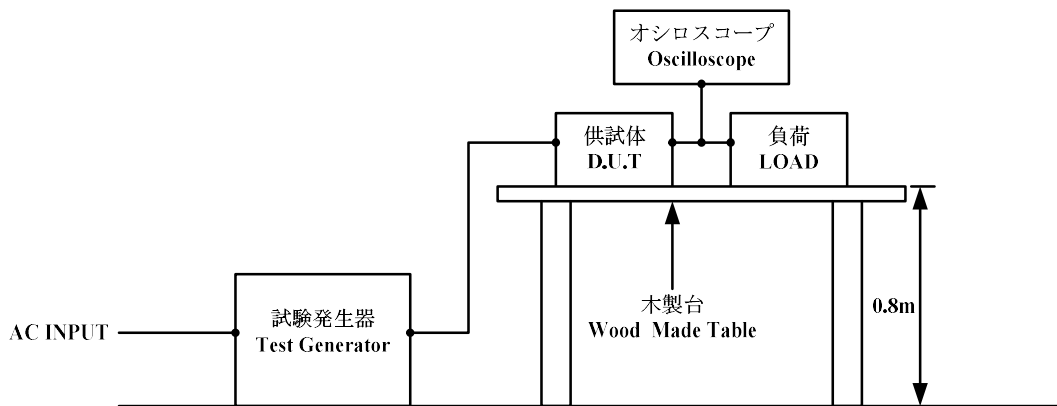 オシロスコープ
Oscilloscope
供試体
D.U.T
負荷
LOAD
試験発生器
Test Generator
AC INPUT
木製台
Wood Made Table
0.8m